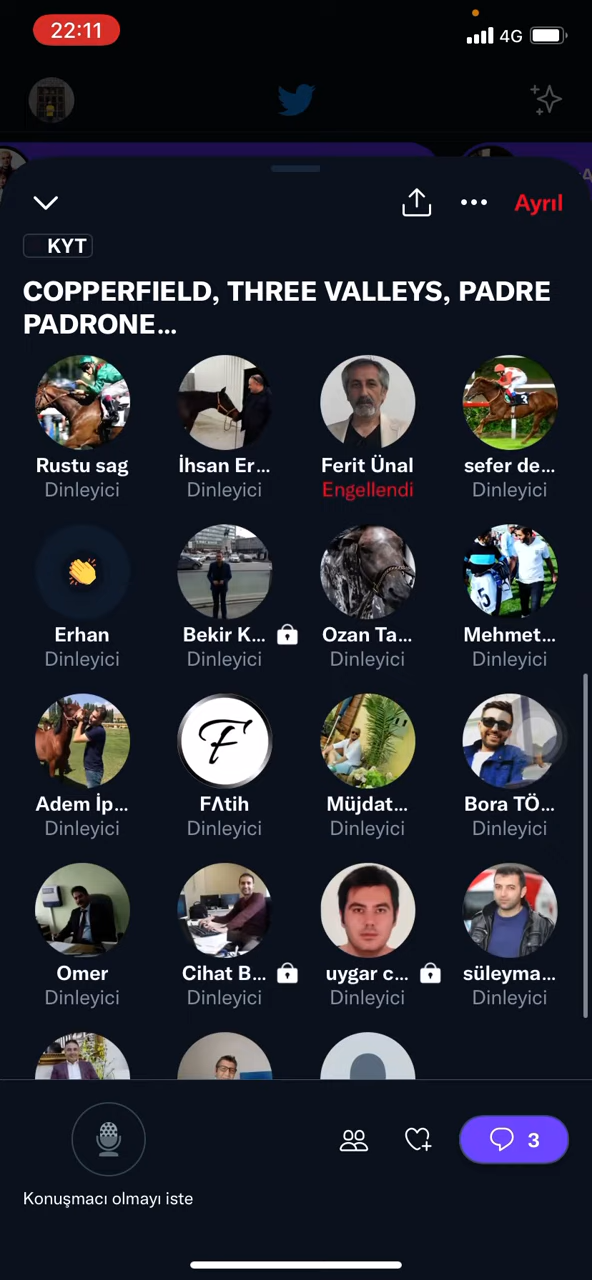 22:11
4G
Ayrıl
KYT
COPPERFIELD, THREE VALLEYS, PADRE
PADRONE...
Rustu sag
İhsan Er...
Ferit Ünal
sefer de...
Dinleyici
Dinleyici
Engellendi
Dinleyici
Erhan
Bekir K...
Ozan Ta...
Mehmet...
Dinleyici
Dinleyici
Dinleyici
Dinleyici
Adem İp...
FΛtih
Müjdat...
Bora TÖ...
Dinleyici
Dinleyici
Dinleyici
Dinleyici
Omer
Cihat B...
uygar c...
süleyma...
Dinleyici
Dinleyici
Dinleyici
Dinleyici
3
Konuşmacı olmayı iste